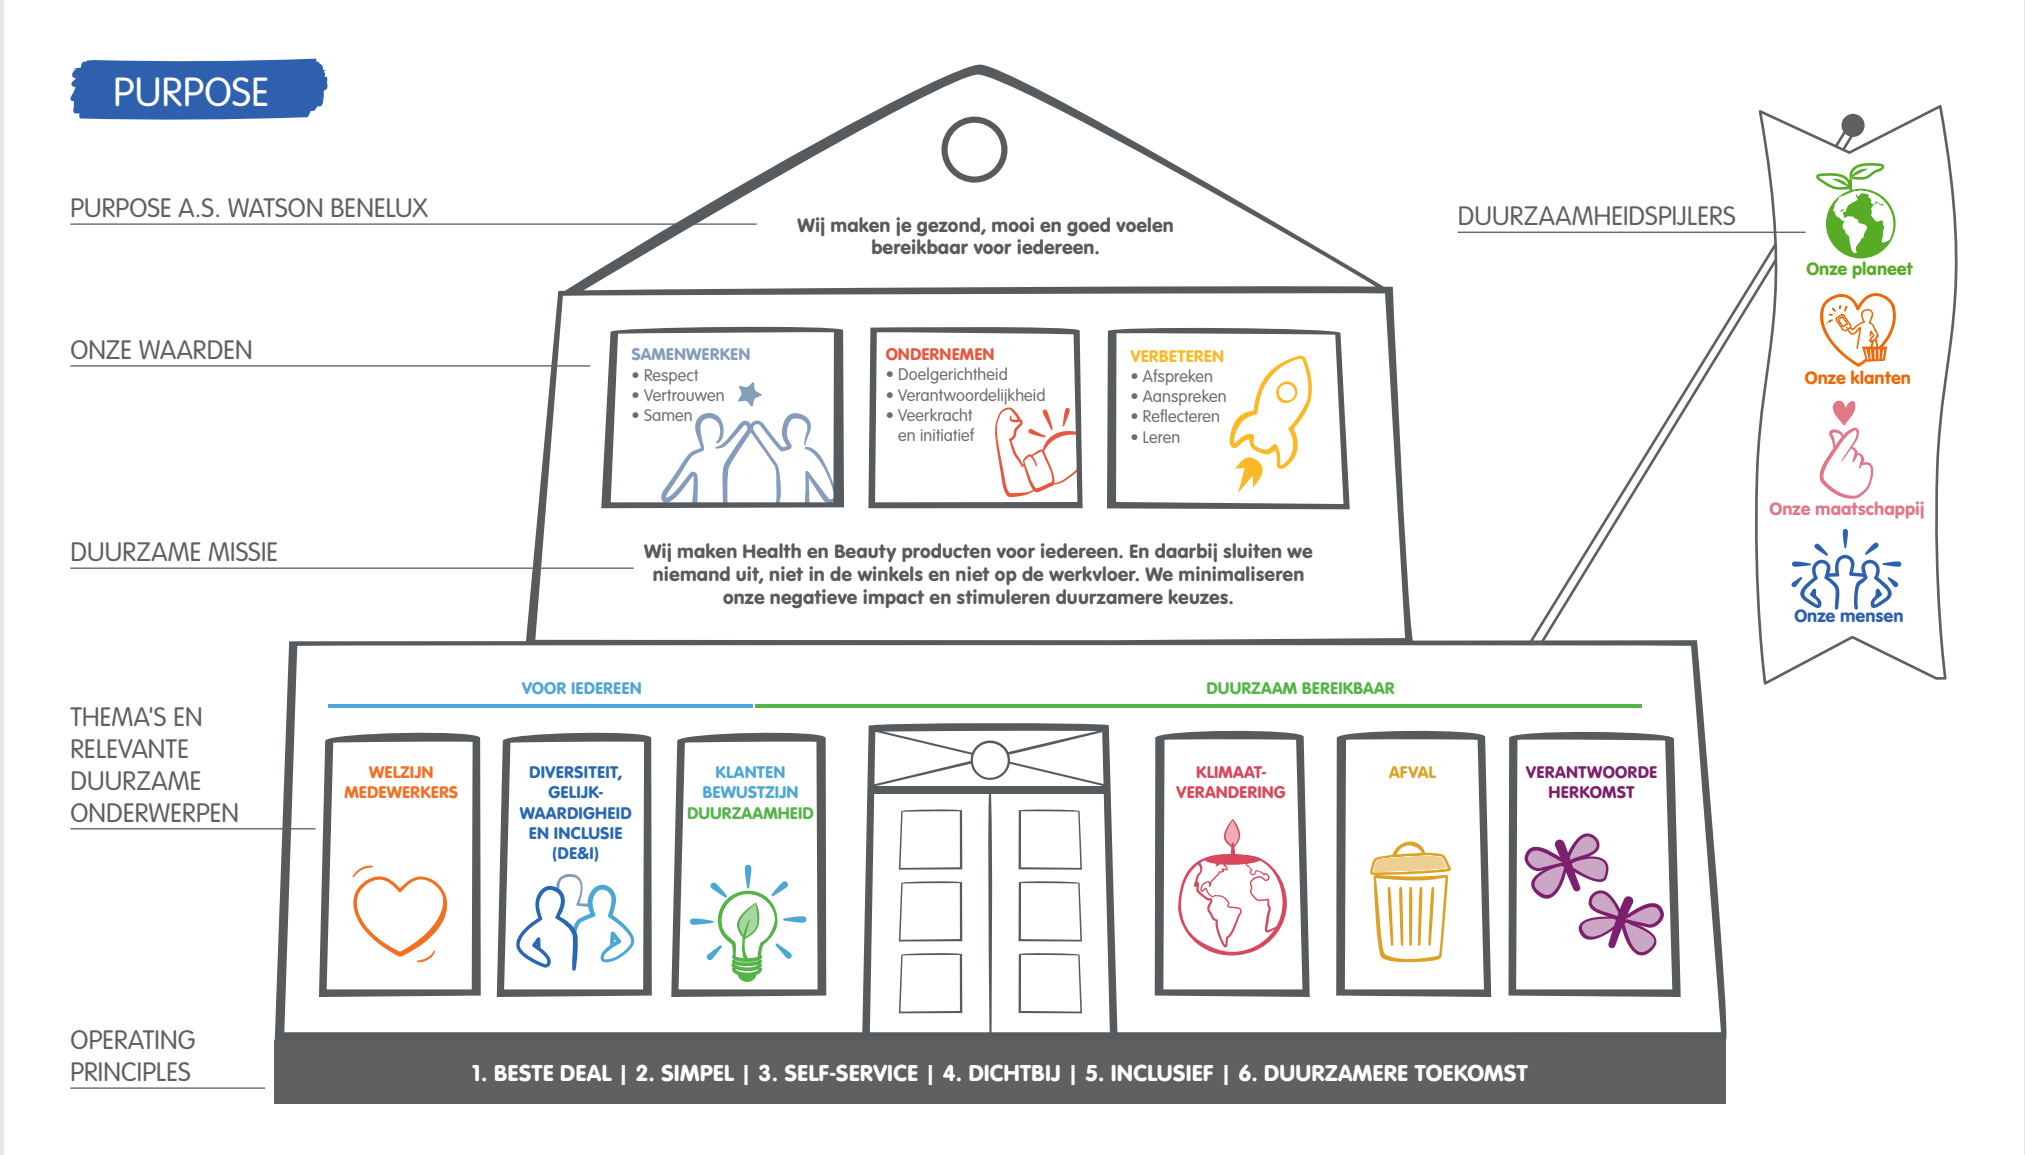 PURPOSE
PURPOSE A.S. WATSON BENELUX
Wij maken je gezond, mooi en goed voelen
bereikbaar voor iedereen.
ONZE WAARDEN
SAMENWERKEN
• Respect
• Vertrouwen
• Samen
ONDERNEMEN
• Doelgerichtheid
• Verantwoordelijkheid
• Veerkracht
en initiatief
VERBETEREN
• Afspreken
• Aanspreken
• Reflecteren
• Leren
DUURZAME MISSIE
Wij maken Health en Beauty producten voor iedereen. En daarbij sluiten we
niemand uit, niet in de winkels en niet op de werkvloer. We minimaliseren
onze negatieve impact en stimuleren duurzamere keuzes.
DUURZAAMHEIDSPIJLERS
Onze planeet
Onze klanten
Onze maatschappij
Onze mensen
THEMA'S EN
RELEVANTE
DUURZAME
ONDERWERPEN
VOOR IEDEREEN
DUURZAAM BEREIKBAAR
WELZIJN
MEDEWERKERS
DIVERSITEIT,
GELIJK-
WAARDIGHEID
EN INCLUSIE
(DE&I)
KLANTEN
BEWUSTZIJN
DUURZAAMHEID
KLIMAAT-
VERANDERING
AFVAL
VERANTWOORDE
HERKOMST
OPERATING
PRINCIPLES
1. BESTE DEAL | 2. SIMPEL | 3. SELF-SERVICE | 4. DICHTBIJ | 5. INCLUSIEF | 6. DUURZAMERE TOEKOMST